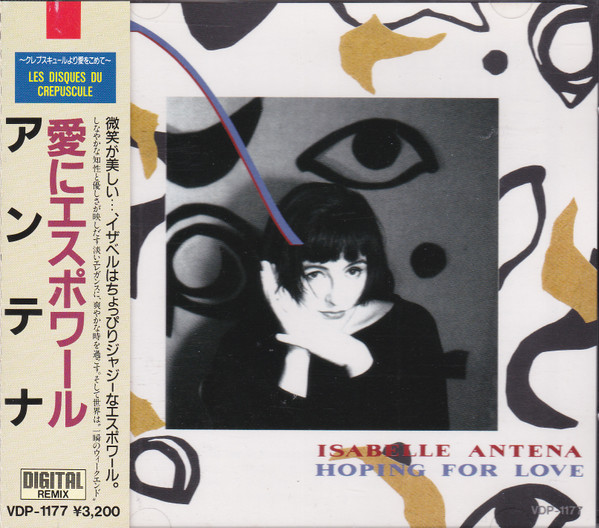 〜クレプスキュールより愛をこめて〜
LES DISQUES DU
CREPUSCULE
微笑が美しい…、イザベルはちょっぴりジャジーなエスポワール。
しなやかな知性と優しさが映しだす淡いエレガンスに、爽やかな時を過ごす。そして世界は、一瞬のウィークエンド。
愛にエスポワール
アンテナ
DIGITAL
REMIX
VDP-1177 ¥3,200
ISABELLE ANTENA
HOPING FOR LOVE
VDP-1177